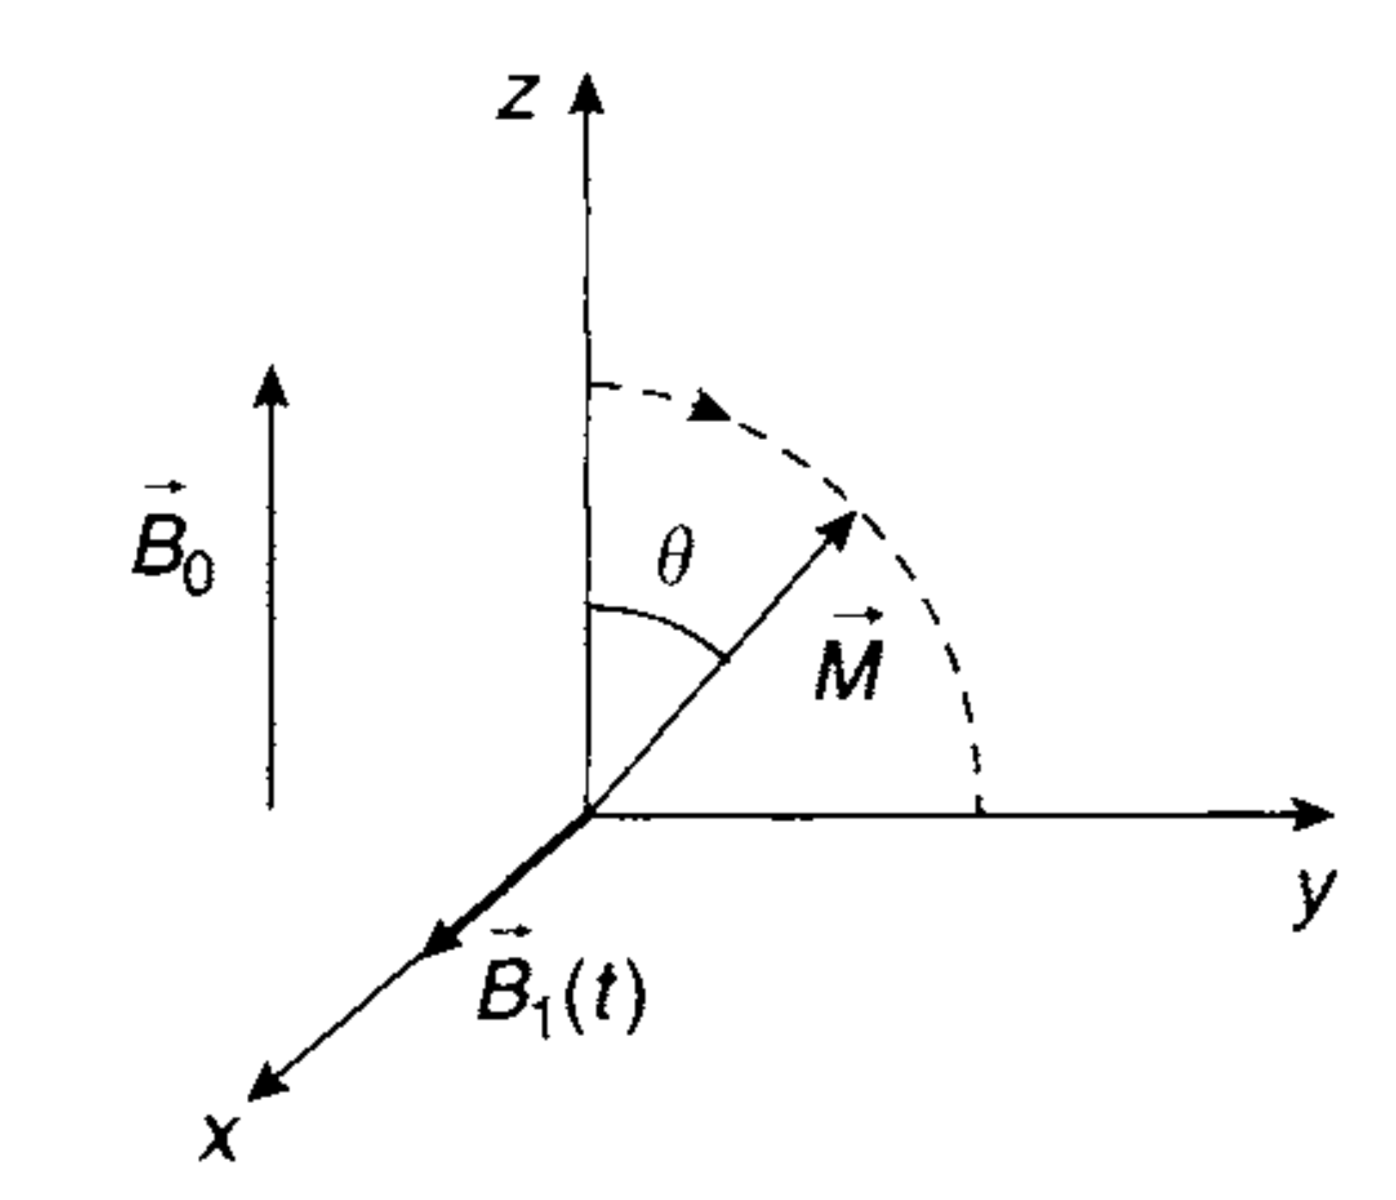 z
B⃗₀
θ
M⃗
y
B⃗₁(t)
x